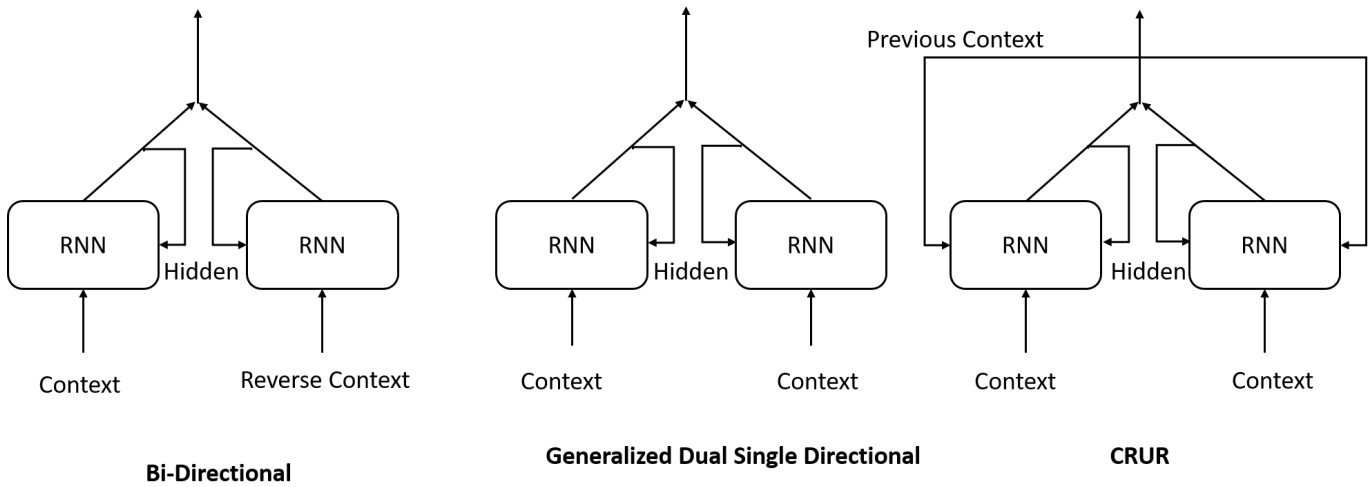 Previous Context
RNN
RNN
Hidden
RNN
RNN
Hidden
RNN
RNN
Hidden
Context
Reverse Context
Context
Context
Context
Context
Bi-Directional
Generalized Dual Single Directional
CRUR